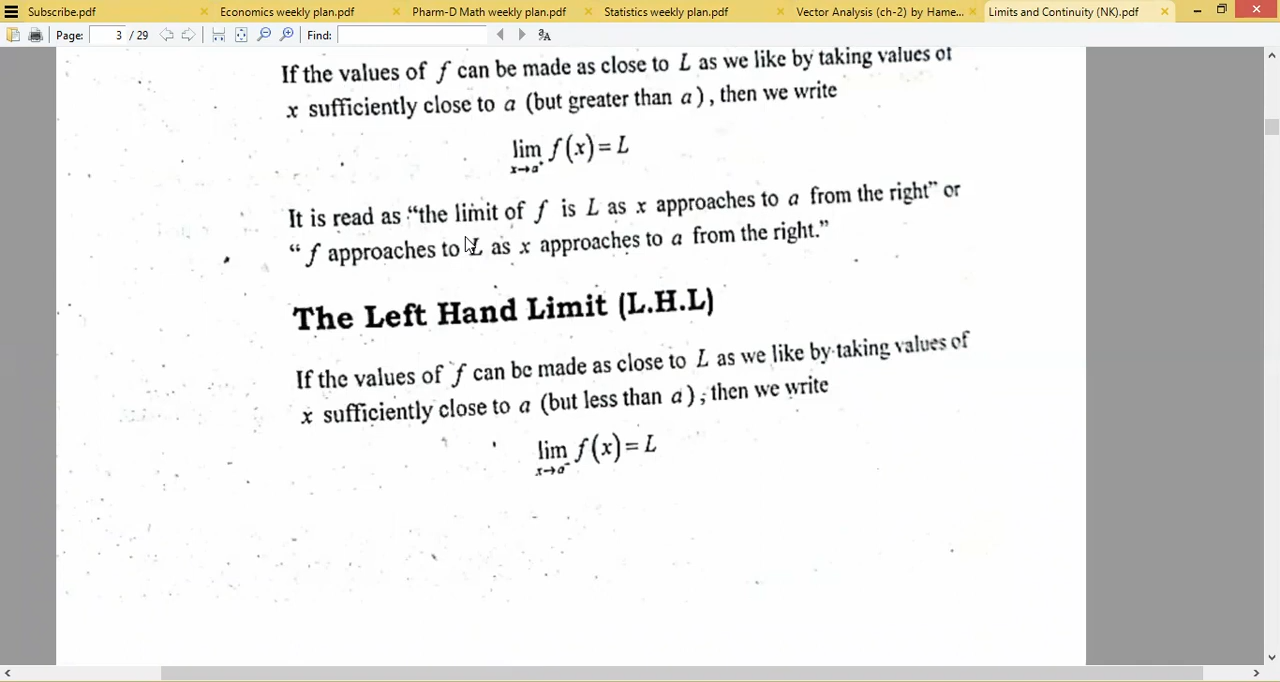 Subscribe.pdf Economics weekly plan.pdf Pharm-D Math weekly plan.pdf Statistics weekly plan.pdf Vector Analysis (ch-2) by Hame... Limits and Continuity (NK).pdf
Page: 3 / 29 Find:
If the values of f can be made as close to L as we like by taking values of
x sufficiently close to a (but greater than a), then we write
lim f(x) = L
x→a⁺
It is read as “the limit of f is L as x approaches to a from the right” or
“ f approaches to L as x approaches to a from the right.”
The Left Hand Limit (L.H.L)
If the values of f can be made as close to L as we like by taking values of
x sufficiently close to a (but less than a), then we write
lim f(x) = L
x→a⁻